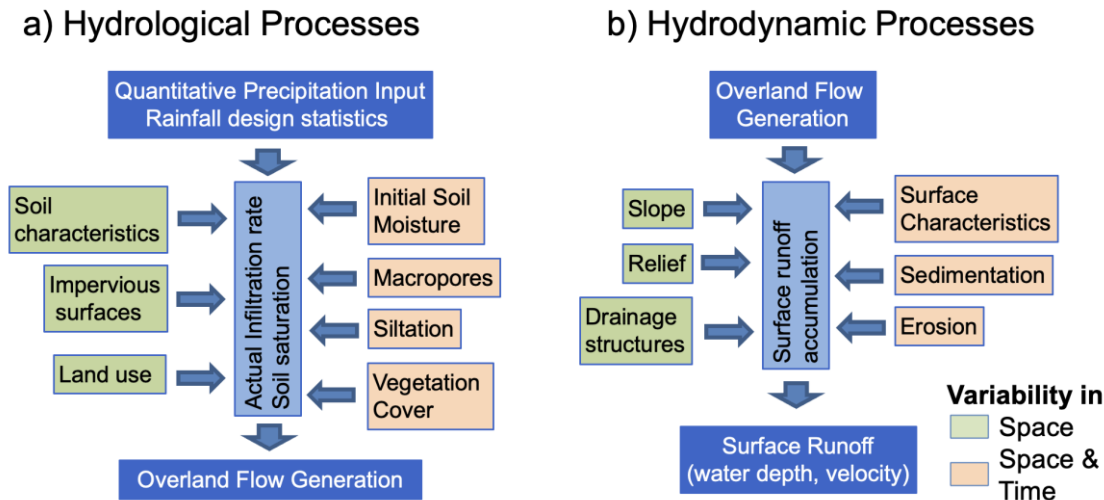 a) Hydrological Processes
Quantitative Precipitation Input
Rainfall design statistics
Soil
characteristics
Impervious
surfaces
Land use
Actual Infiltration rate
Soil saturation
Initial Soil
Moisture
Macropores
Siltation
Vegetation
Cover
Overland Flow Generation
b) Hydrodynamic Processes
Overland Flow
Generation
Slope
Relief
Drainage
structures
Surface runoff
accumulation
Surface
Characteristics
Sedimentation
Erosion
Surface Runoff
(water depth, velocity)
Variability in
Space
Space &
Time